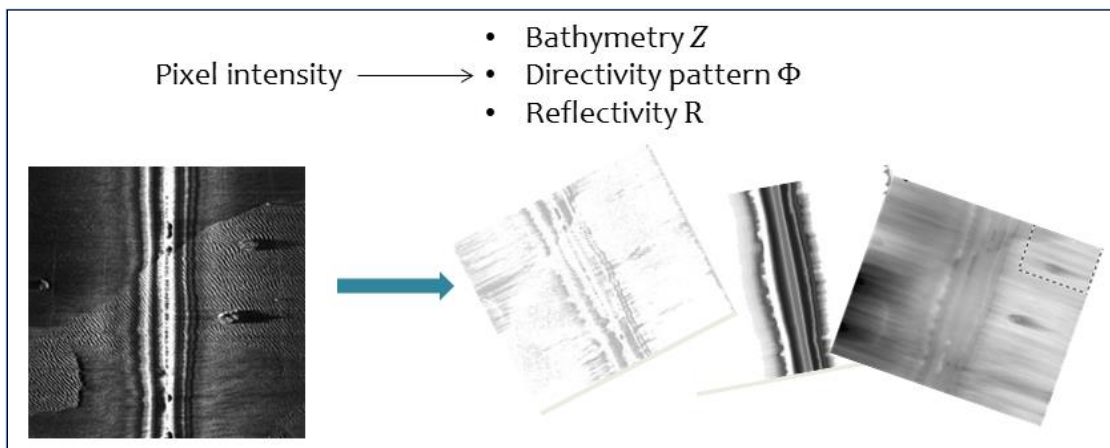 • Bathymetry Z
Pixel intensity ⟶ • Directivity pattern Φ
• Reflectivity R